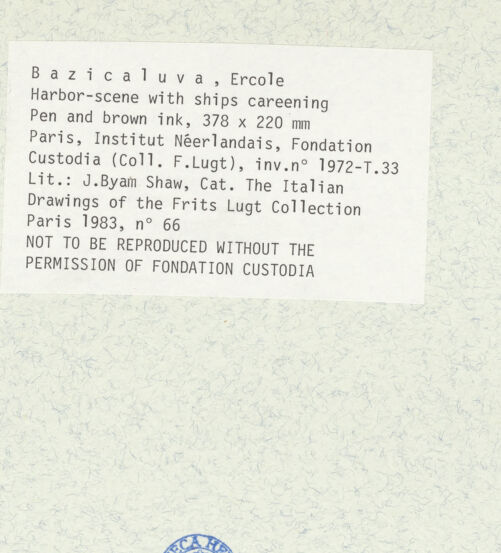 Bazicaluva, Ercole
Harbor-scene with ships careening
Pen and brown ink, 378 x 220 mm
Paris, Institut Néerlandais, Fondation
Custodia (Coll. F.Lugt), inv.n° 1972-T.33
Lit.: J.Byam Shaw, Cat. The Italian
Drawings of the Frits Lugt Collection
Paris 1983, n° 66
NOT TO BE REPRODUCED WITHOUT THE
PERMISSION OF FONDATION CUSTODIA